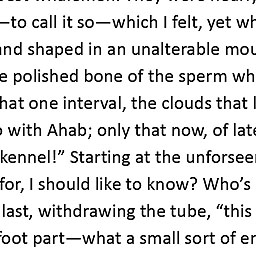 —to call it so—which I felt, yet wh
and shaped in an unalterable mou
e polished bone of the sperm wh
hat one interval, the clouds that l
with Ahab; only that now, of late
kennel!” Starting at the unforseen
for, I should like to know? Who’s
last, withdrawing the tube, “this
foot part—what a small sort of en